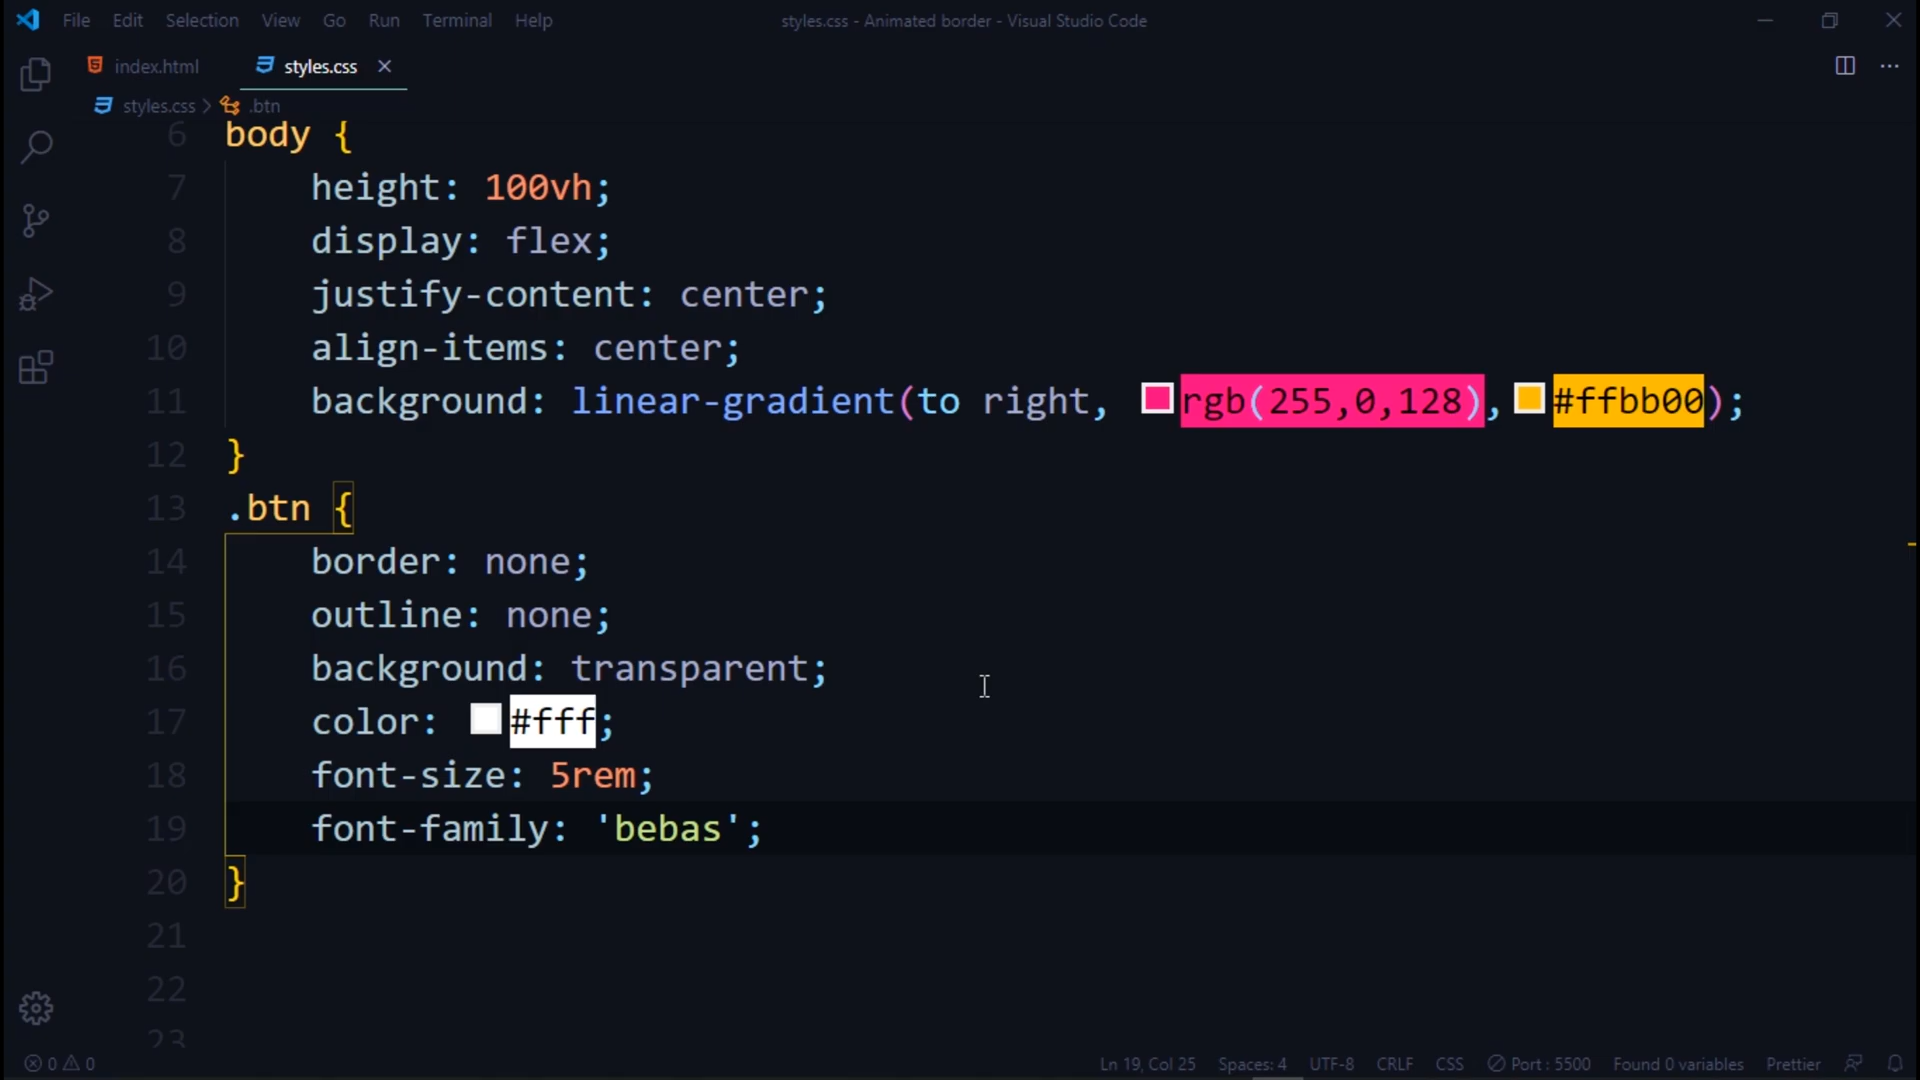 File Edit Selection View Go Run Terminal Help styles.css - Animated border - Visual Studio Code
index.html styles.css
styles.css > .btn
6 body {
7 height: 100vh;
8 display: flex;
9 justify-content: center;
10 align-items: center;
11 background: linear-gradient(to right, rgb(255,0,128), #ffbb00);
12 }
13 .btn {
14 border: none;
15 outline: none;
16 background: transparent;
17 color: #fff;
18 font-size: 5rem;
19 font-family: 'bebas';
20 }
21
22
23
0 0 Ln 19, Col 25 Spaces: 4 UTF-8 CRLF CSS Port : 5500 Found 0 variables Prettier